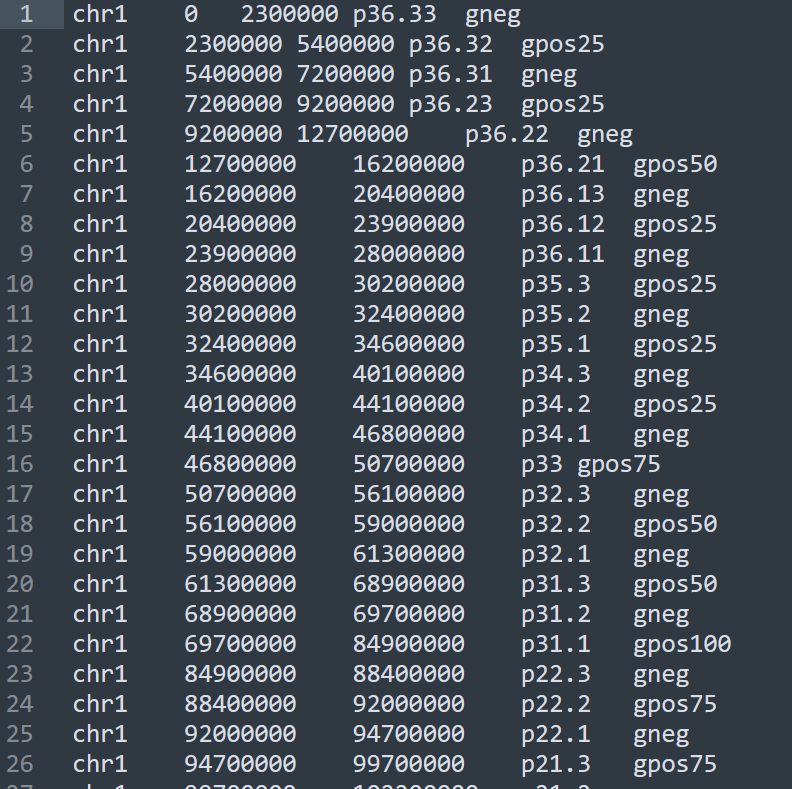 1 chr1 0 2300000 p36.33 gneg
2 chr1 2300000 5400000 p36.32 gpos25
3 chr1 5400000 7200000 p36.31 gneg
4 chr1 7200000 9200000 p36.23 gpos25
5 chr1 9200000 12700000 p36.22 gneg
6 chr1 12700000 16200000 p36.21 gpos50
7 chr1 16200000 20400000 p36.13 gneg
8 chr1 20400000 23900000 p36.12 gpos25
9 chr1 23900000 28000000 p36.11 gneg
10 chr1 28000000 30200000 p35.3 gpos25
11 chr1 30200000 32400000 p35.2 gneg
12 chr1 32400000 34600000 p35.1 gpos25
13 chr1 34600000 40100000 p34.3 gneg
14 chr1 40100000 44100000 p34.2 gpos25
15 chr1 44100000 46800000 p34.1 gneg
16 chr1 46800000 50700000 p33 gpos75
17 chr1 50700000 56100000 p32.3 gneg
18 chr1 56100000 59000000 p32.2 gpos50
19 chr1 59000000 61300000 p32.1 gneg
20 chr1 61300000 68900000 p31.3 gpos50
21 chr1 68900000 69700000 p31.2 gneg
22 chr1 69700000 84900000 p31.1 gpos100
23 chr1 84900000 88400000 p22.3 gneg
24 chr1 88400000 92000000 p22.2 gpos75
25 chr1 92000000 94700000 p22.1 gneg
26 chr1 94700000 99700000 p21.3 gpos75